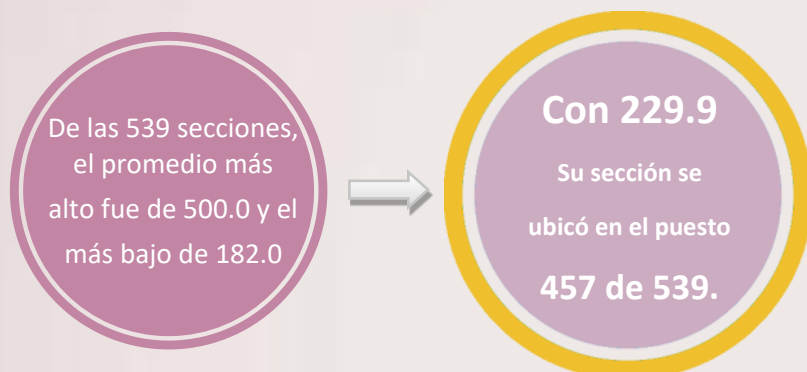 De las 539 secciones,
el promedio más
alto fue de 500.0 y el
más bajo de 182.0
Con 229.9
Su sección se
ubicó en el puesto
457 de 539.